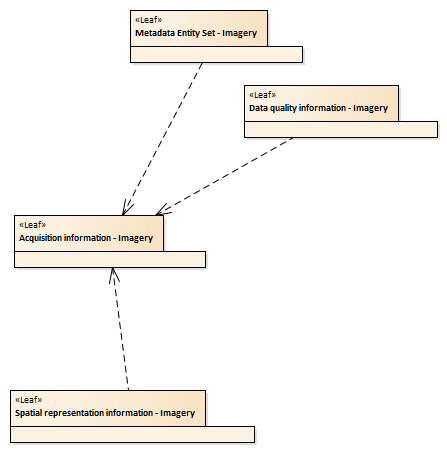 «Leaf»
Metadata Entity Set - Imagery
«Leaf»
Data quality information - Imagery
«Leaf»
Acquisition information - Imagery
«Leaf»
Spatial representation information - Imagery